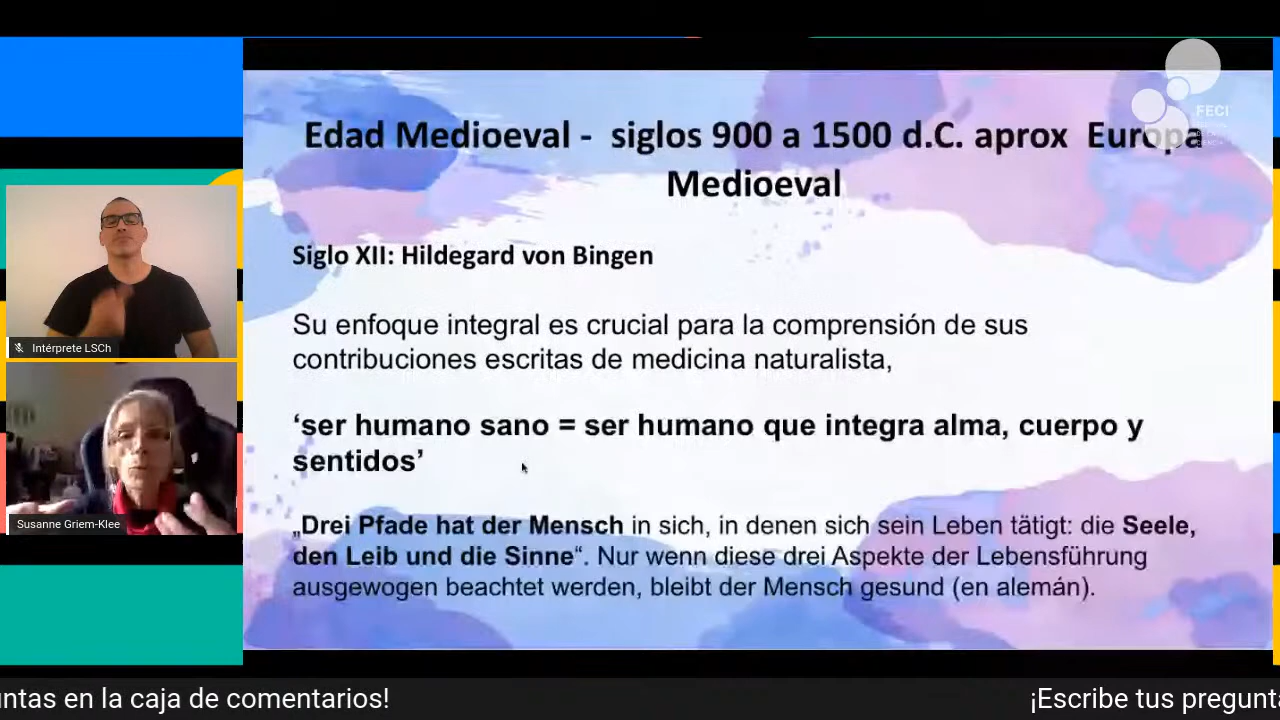 FECI
Edad Medioeval -  siglos 900 a 1500 d.C. aprox  Europa
Medioeval
Siglo XII: Hildegard von Bingen
Su enfoque integral es crucial para la comprensión de sus
contribuciones escritas de medicina naturalista,
‘ser humano sano = ser humano que integra alma, cuerpo y
sentidos’
„Drei Pfade hat der Mensch in sich, in denen sich sein Leben tätigt: die Seele,
den Leib und die Sinne“. Nur wenn diese drei Aspekte der Lebensführung
ausgewogen beachtet werden, bleibt der Mensch gesund (en alemán).
Intérprete LSCh
Susanne Griem-Klee
ntas en la caja de comentarios!
¡Escribe tus pregunta